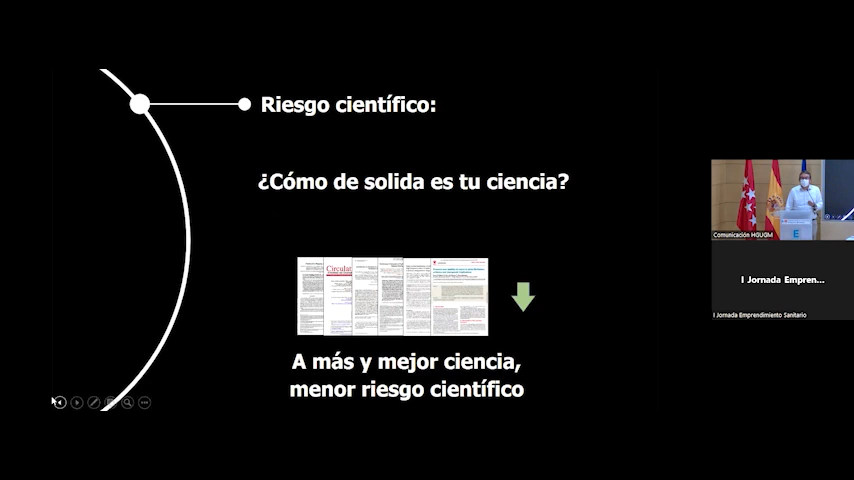 Riesgo científico:
¿Cómo de solida es tu ciencia?
Circulat
A más y mejor ciencia,
menor riesgo científico
Comunicación HGUGM
E
I Jornada Empren...
I Jornada Emprendimiento Sanitario